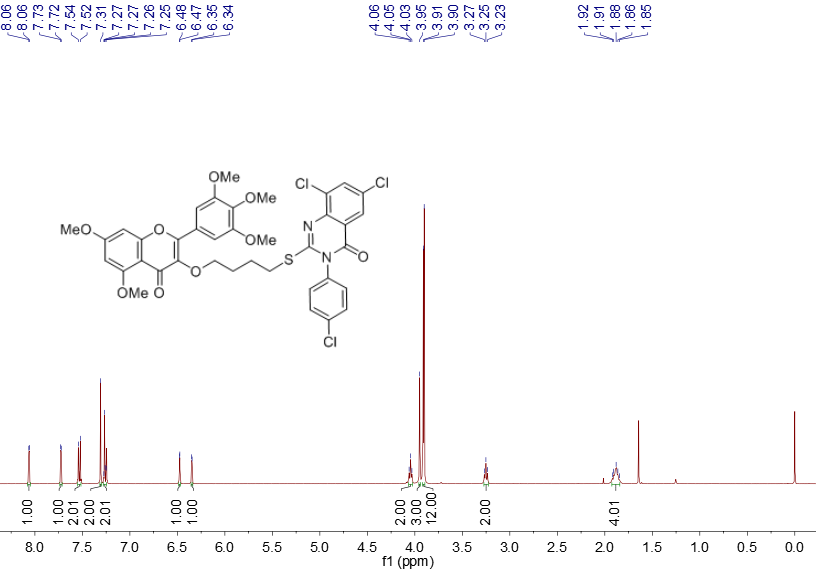 8.06 8.06 7.73 7.72 7.54 7.52 7.31 7.27 7.27 7.26 7.25 6.48 6.47 6.35 6.34 4.06 4.05 4.03 3.95 3.91 3.90 3.27 3.25 3.23 1.92 1.91 1.88 1.86 1.85
OMe
Cl Cl
OMe
MeO O N
OMe
S
O N O
OMe O
Cl
1.00 1.00 2.01 2.00 2.01 1.00 1.00 2.00 3.00 12.00 2.00 4.01
8.0 7.5 7.0 6.5 6.0 5.5 5.0 4.5 4.0 3.5 3.0 2.5 2.0 1.5 1.0 0.5 0.0
f1 (ppm)